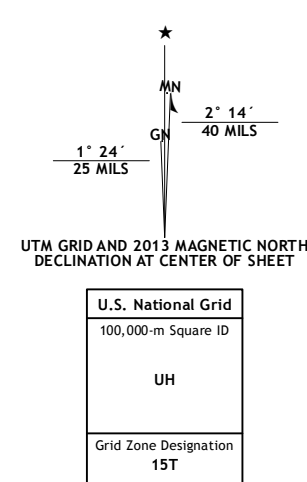 ★
MN
2° 14´
40 MILS
GN
1° 24´
25 MILS
UTM GRID AND 2013 MAGNETIC NORTH
DECLINATION AT CENTER OF SHEET
U.S. National Grid
100,000-m Square ID
UH
Grid Zone Designation
15T